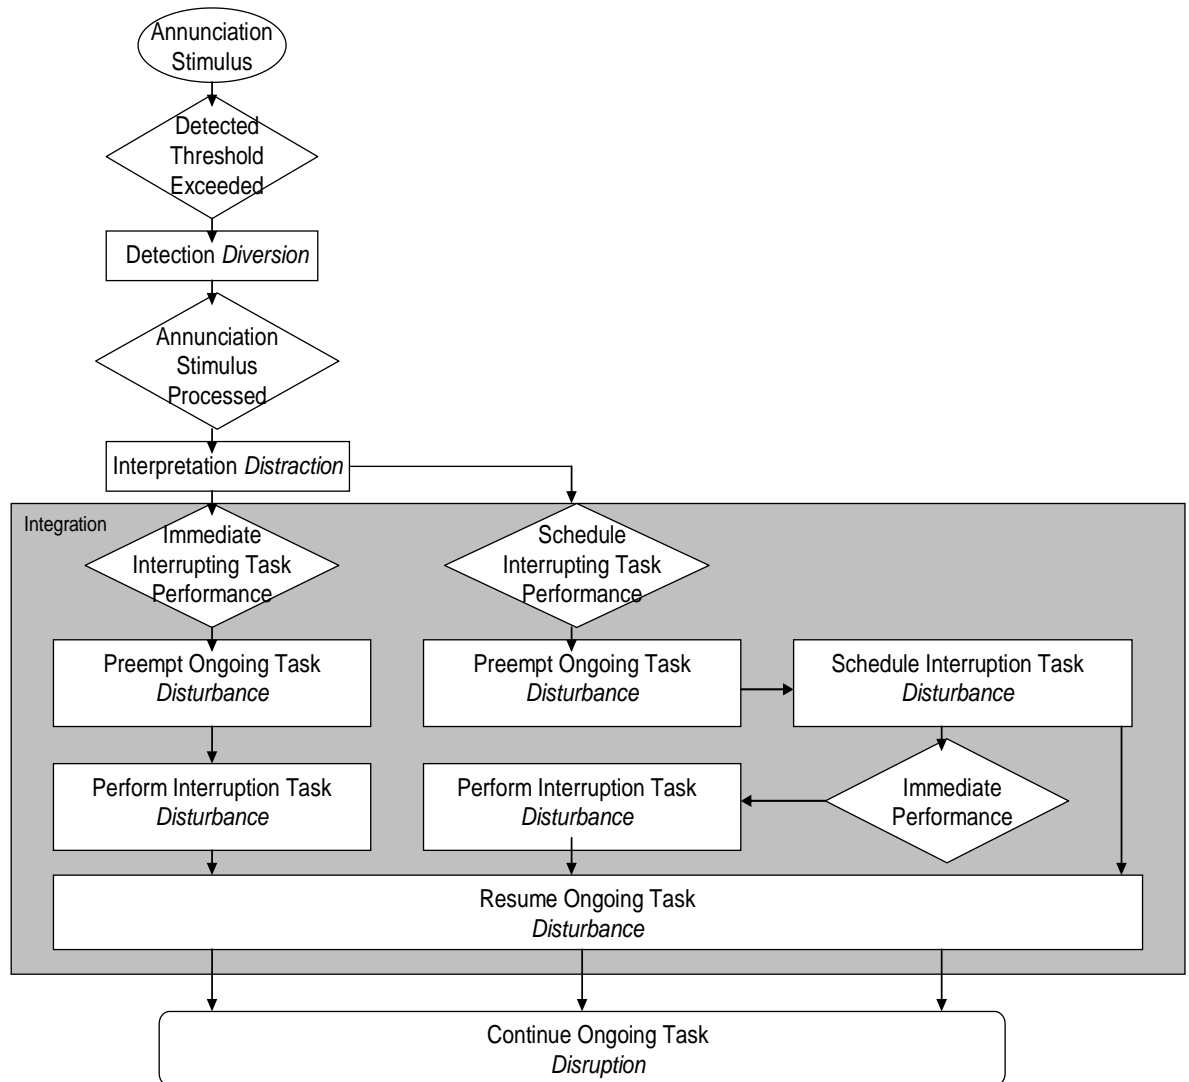 Annunciation
Stimulus
Detected
Threshold
Exceeded
Detection Diversion
Annunciation
Stimulus
Processed
Interpretation Distraction
Integration
Immediate
Interrupting Task
Performance
Schedule
Interrupting Task
Performance
Preempt Ongoing Task
Disturbance
Preempt Ongoing Task
Disturbance
Schedule Interruption Task
Disturbance
Perform Interruption Task
Disturbance
Perform Interruption Task
Disturbance
Immediate
Performance
Resume Ongoing Task
Disturbance
Continue Ongoing Task
Disruption